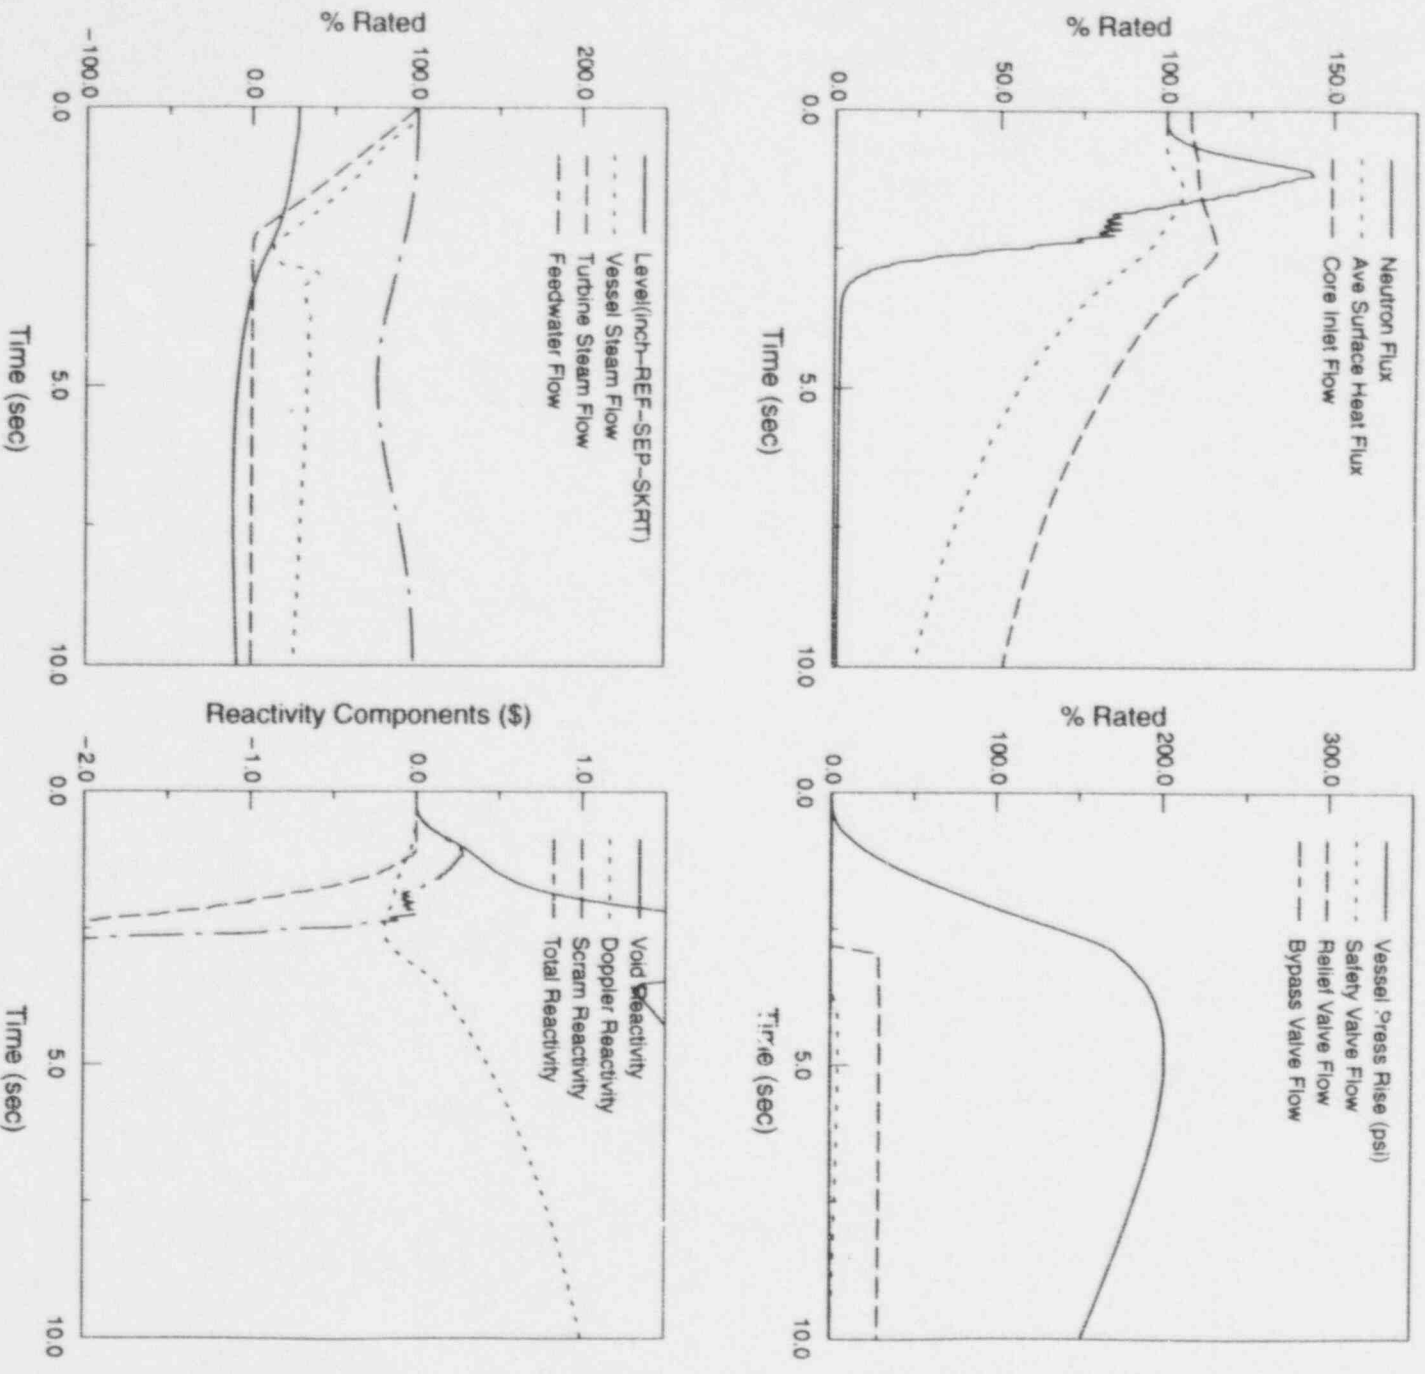 % Rated
150.0
100.0
50.0
0.0
0.0
5.0
10.0
Time (sec)
Neutron Flux
Ave Surface Heat Flux
Core Inlet Flow
% Rated
300.0
200.0
100.0
0.0
0.0
5.0
10.0
Time (sec)
Vessel Press Rise (psi)
Safety Valve Flow
Relief Valve Flow
Bypass Valve Flow
% Rated
200.0
100.0
0.0
-100.0
0.0
5.0
10.0
Time (sec)
Level(inch-REF-SEP-SKRT)
Vessel Steam Flow
Turbine Steam Flow
Feedwater Flow
Reactivity Components ($)
1.0
0.0
-1.0
-2.0
0.0
5.0
10.0
Time (sec)
Void Reactivity
Doppler Reactivity
Scram Reactivity
Total Reactivity